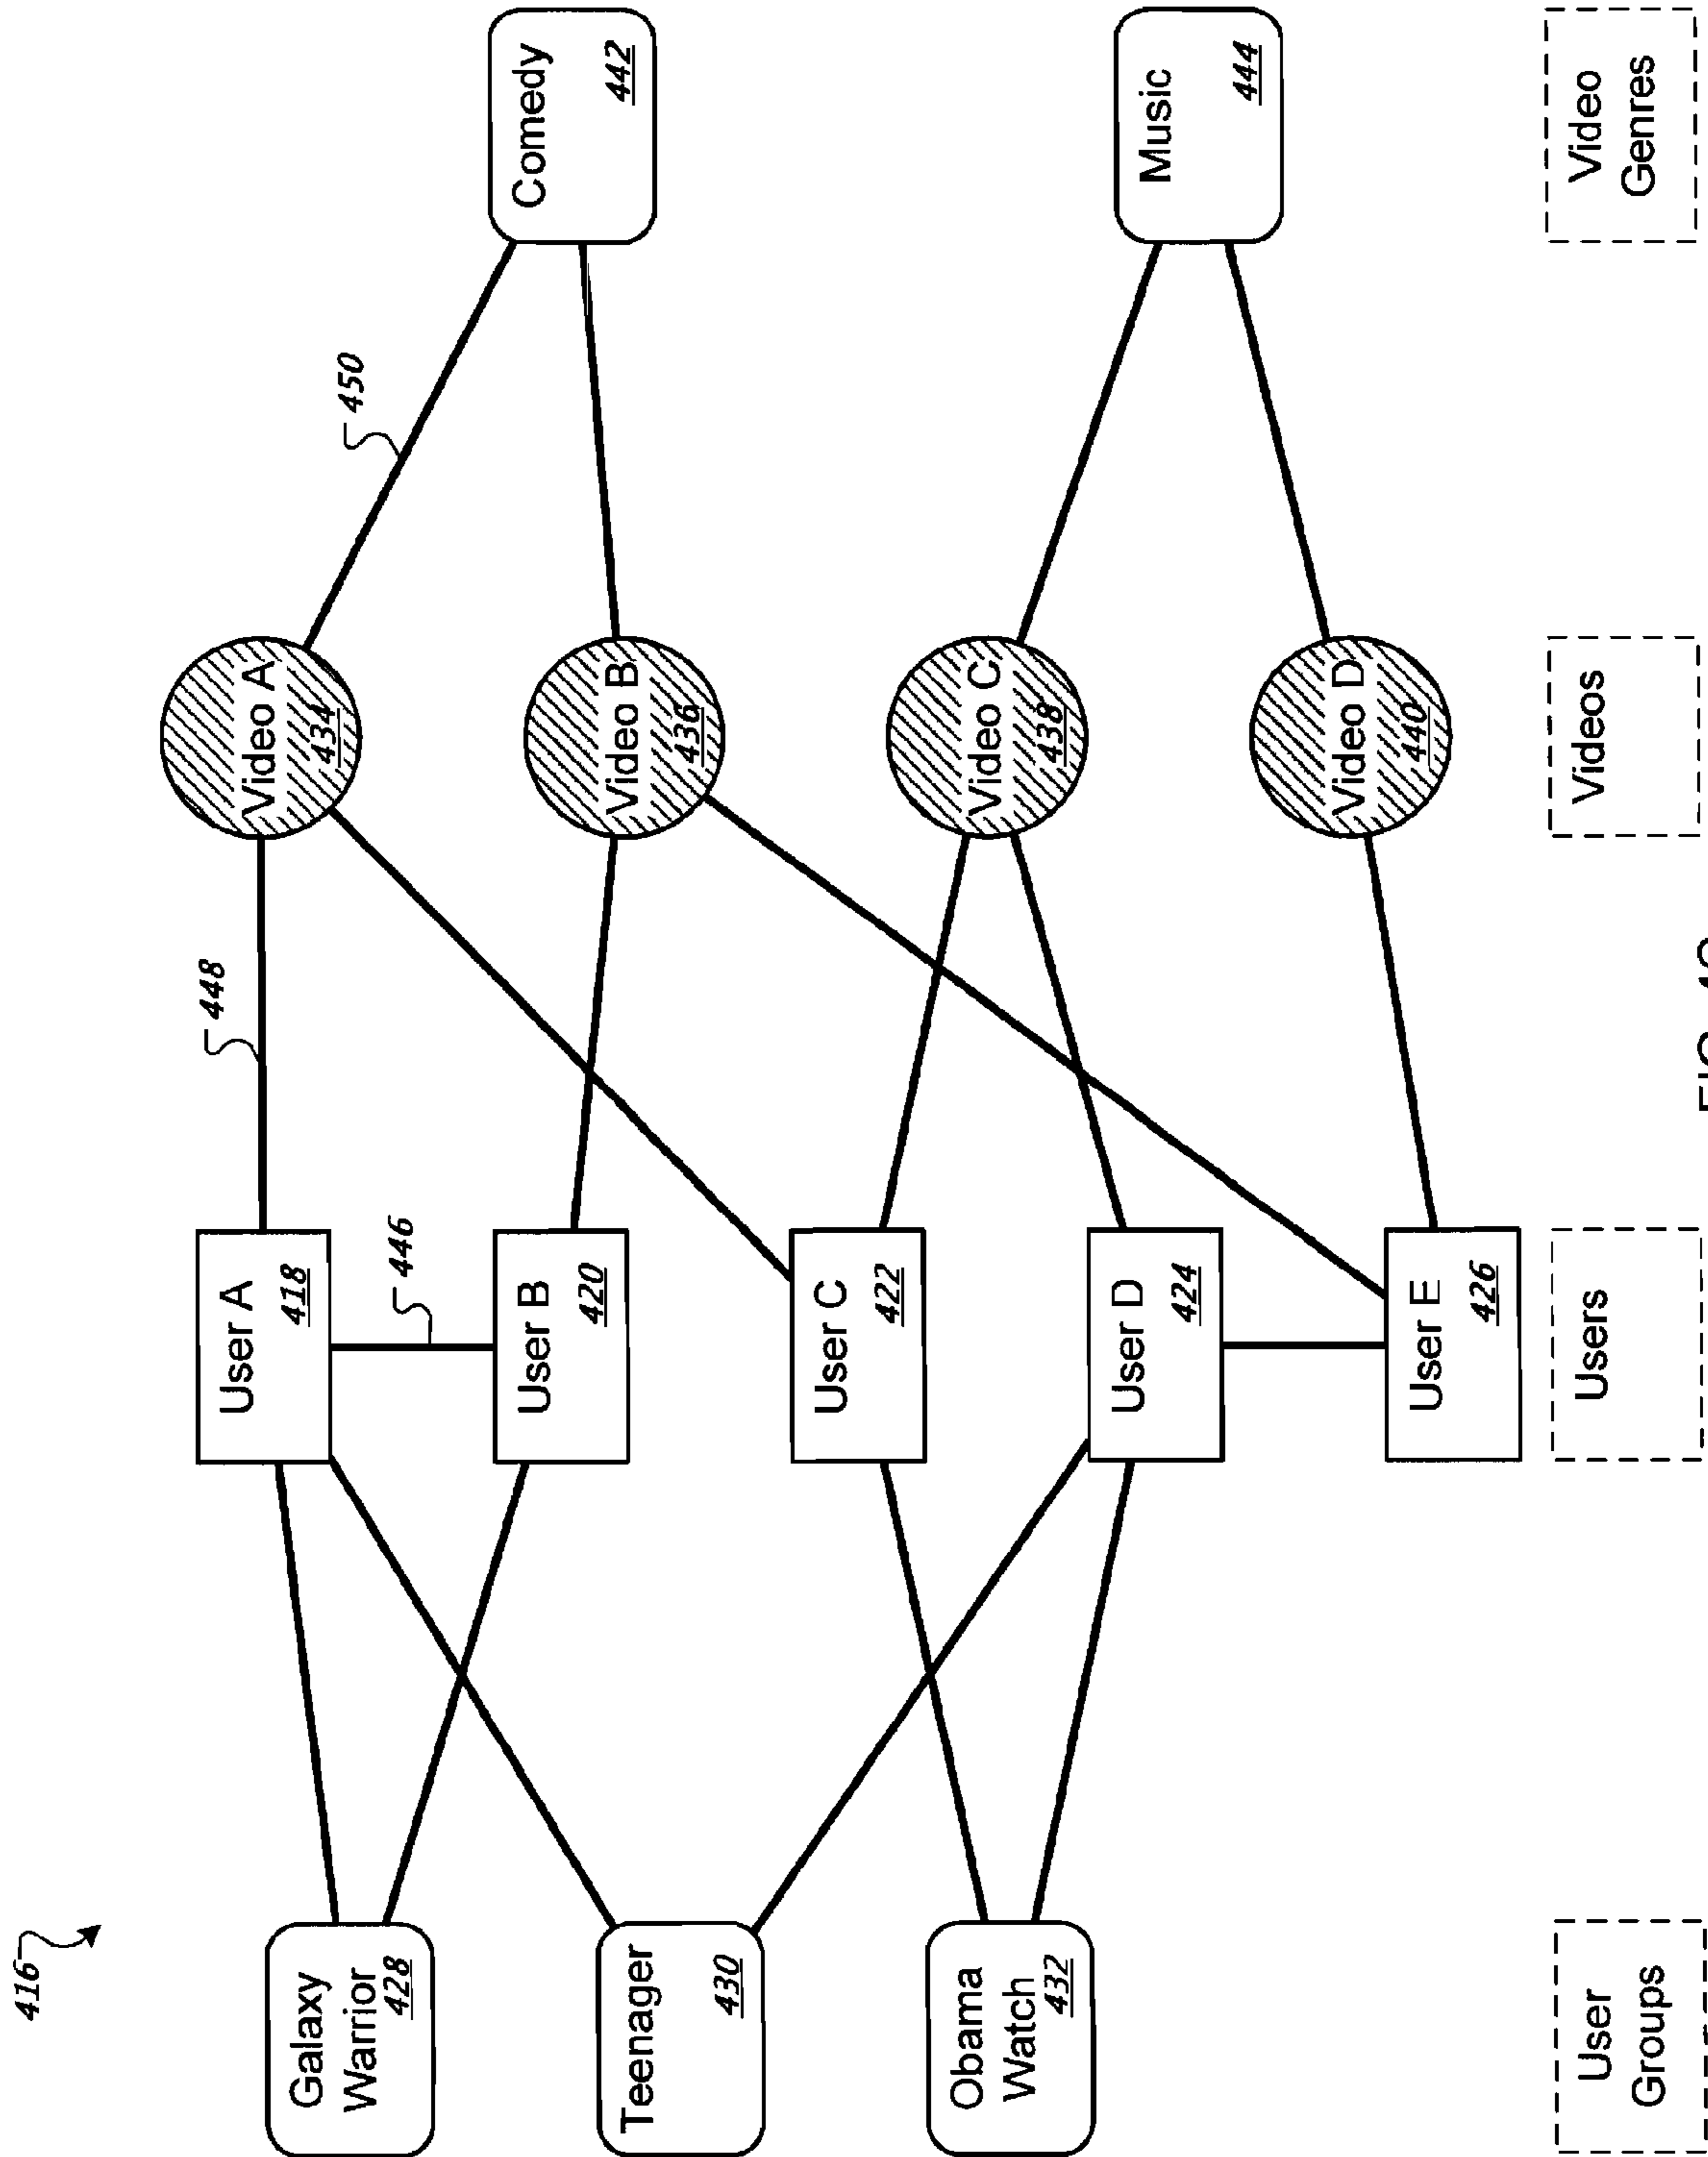 416
Galaxy
Warrior
428
Teenager
430
Obama
Watch
432
User A
418
446
User B
420
User C
422
User D
424
User E
426
448
Video A
434
Video B
436
Video C
438
Video D
440
450
Comedy
442
Music
444
User
Groups
Users
Videos
Video
Genres
FIG.